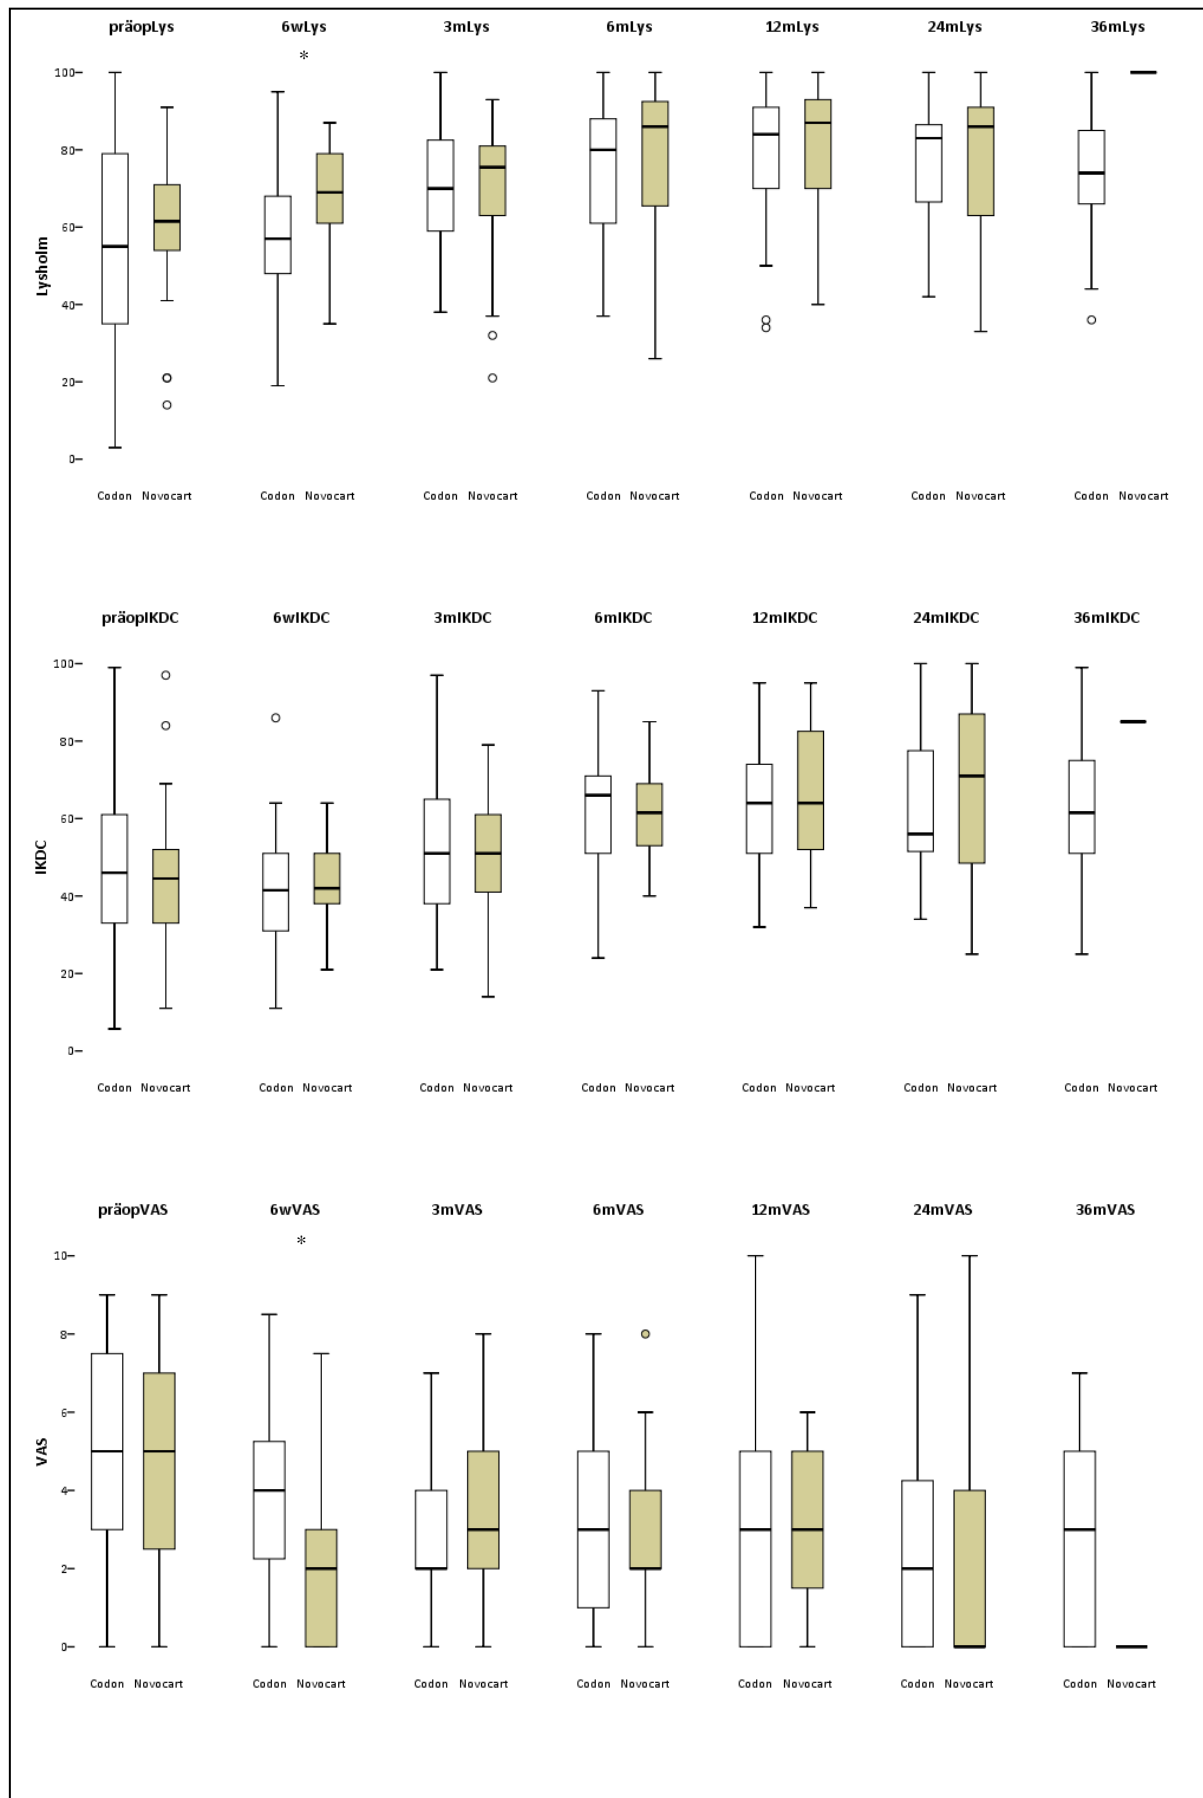 präopLys 6wLys 3mLys 6mLys 12mLys 24mLys 36mLys
*
100
80
60
40
20
0
Lysholm
Codon Novocart Codon Novocart Codon Novocart Codon Novocart Codon Novocart Codon Novocart Codon Novocart
präopIKDC 6wIKDC 3mIKDC 6mIKDC 12mIKDC 24mIKDC 36mIKDC
100
80
60
40
20
0
IKDC
Codon Novocart Codon Novocart Codon Novocart Codon Novocart Codon Novocart Codon Novocart Codon Novocart
präopVAS 6wVAS 3mVAS 6mVAS 12mVAS 24mVAS 36mVAS
*
10
8
6
4
2
0
VAS
Codon Novocart Codon Novocart Codon Novocart Codon Novocart Codon Novocart Codon Novocart Codon Novocart